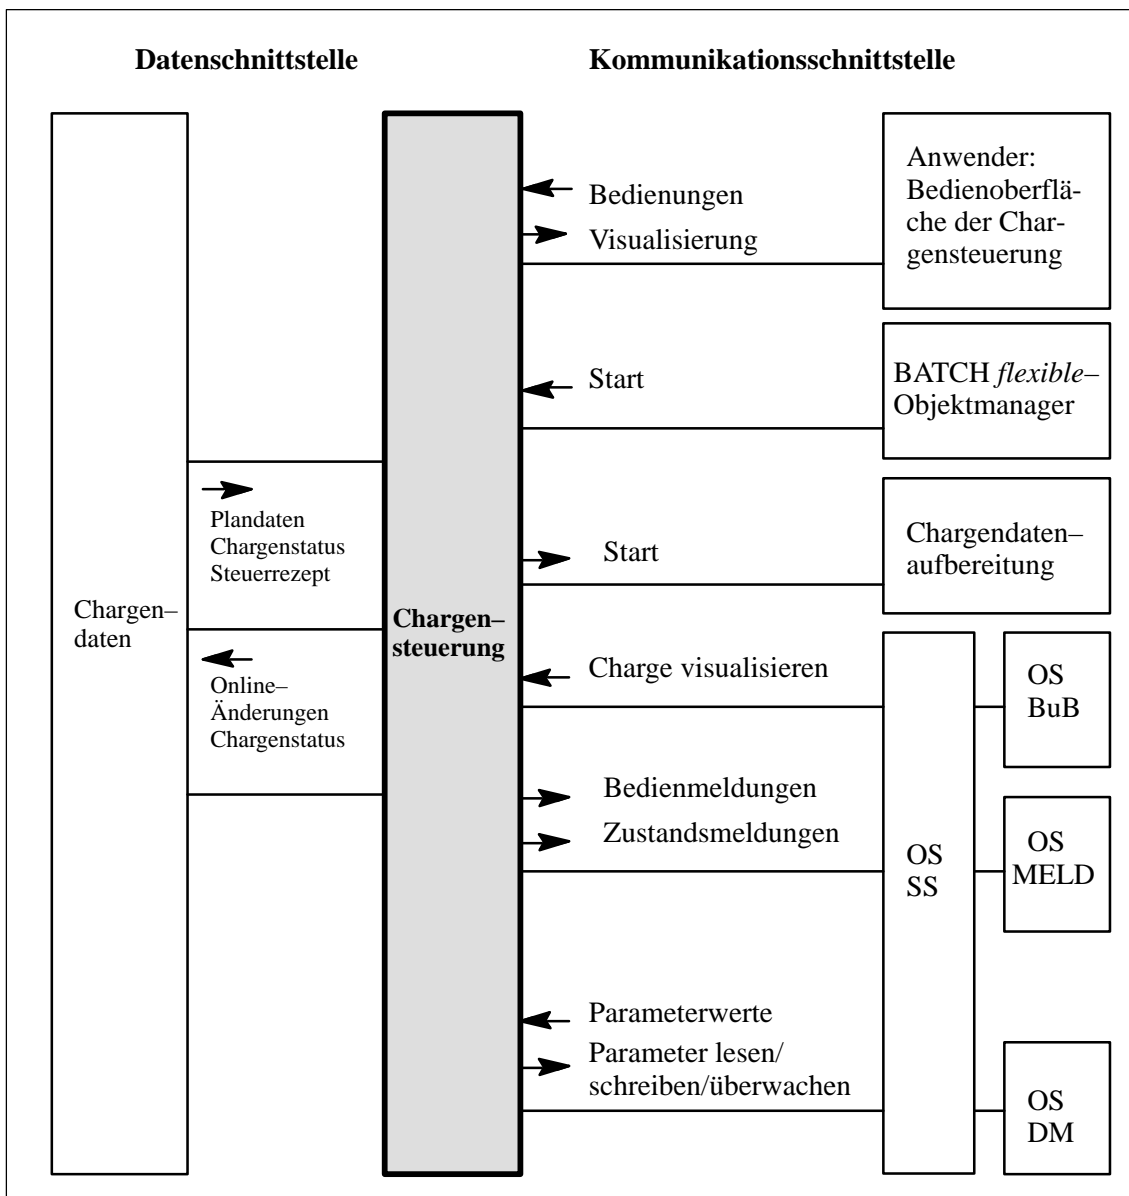 Datenschnittstelle
Kommunikationsschnittstelle
Anwender:
Bedienoberflä-
che der Char-
gensteuerung
Bedienungen
Visualisierung
BATCH flexible–
Objektmanager
Start
Plandaten
Chargenstatus
Steuerrezept
Chargendaten–
aufbereitung
Start
Chargen–
daten
Chargen–
steuerung
Online–
Änderungen
Chargenstatus
Charge visualisieren
OS
BuB
Bedienmeldungen
Zustandsmeldungen
OS
SS
OS
MELD
Parameterwerte
Parameter lesen/
schreiben/überwachen
OS
DM